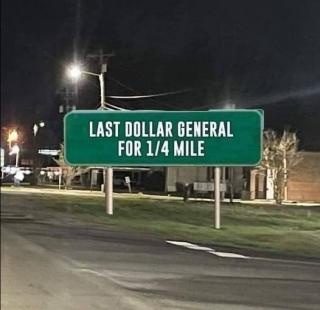 LAST DOLLAR GENERAL
FOR 1/4 MILE